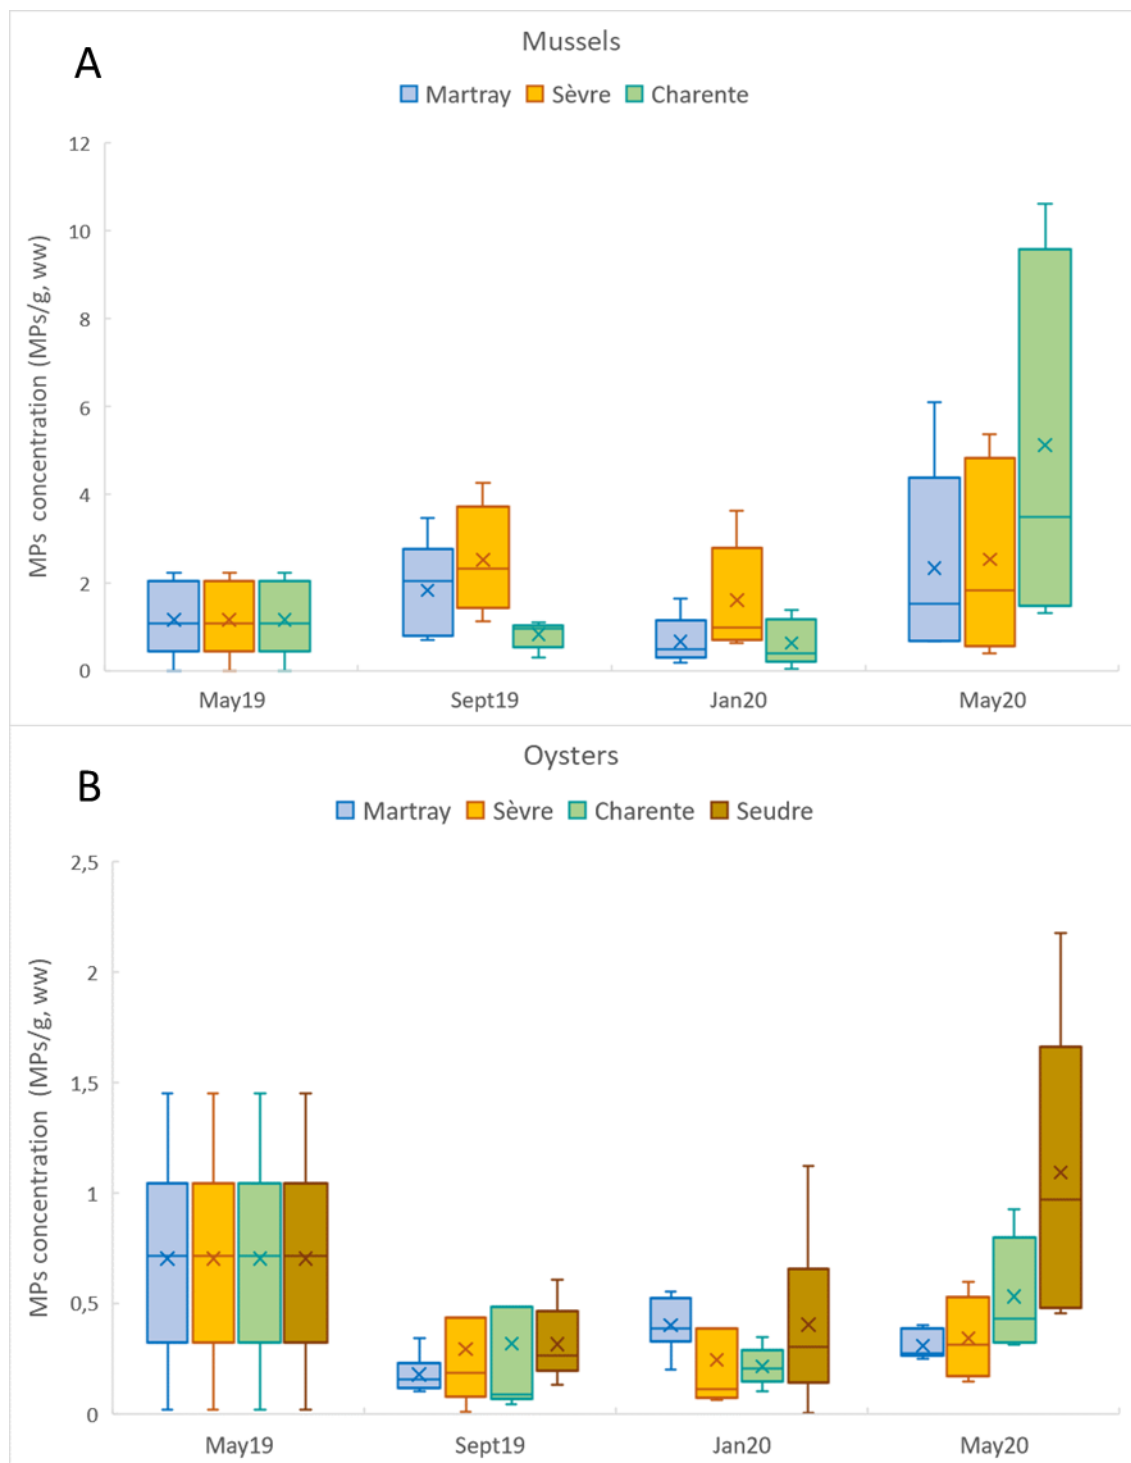 A
Mussels
Martray Sèvre Charente
MPs concentration (MPs/g, ww)
12
10
8
6
4
2
0
May19 Sept19 Jan20 May20
Oysters
B
Martray Sèvre Charente Seudre
MPs concentration (MPs/g, ww)
2,5
2
1,5
1
0,5
0
May19 Sept19 Jan20 May20